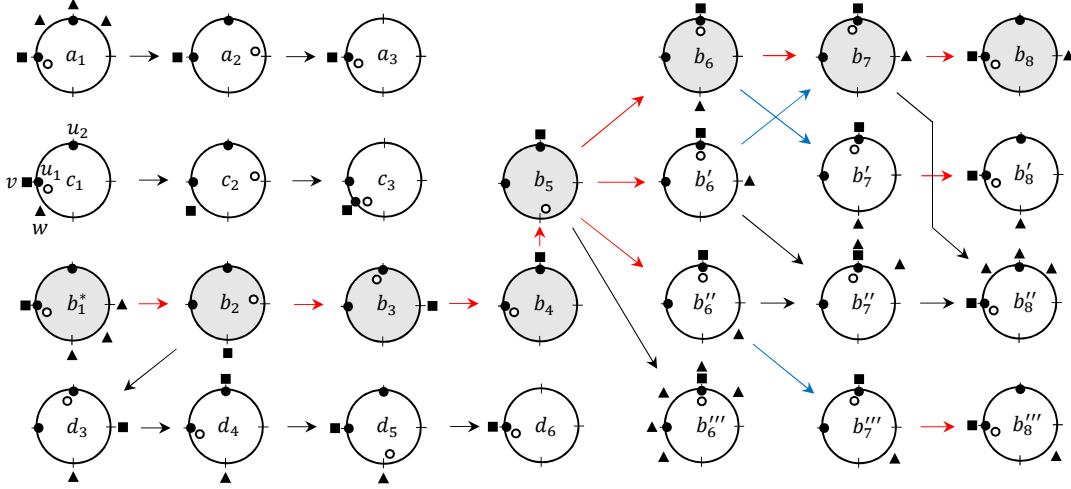 a₁ a₂ a₃ b₆ b₇ b₈
u₂
v u₁ c₁ c₂ c₃ b₅ b₆′ b₇′ b₈′
w
b₁* b₂ b₃ b₄ b₆″ b₇″ b₈″
d₃ d₄ d₅ d₆ b₆‴ b₇‴ b₈‴